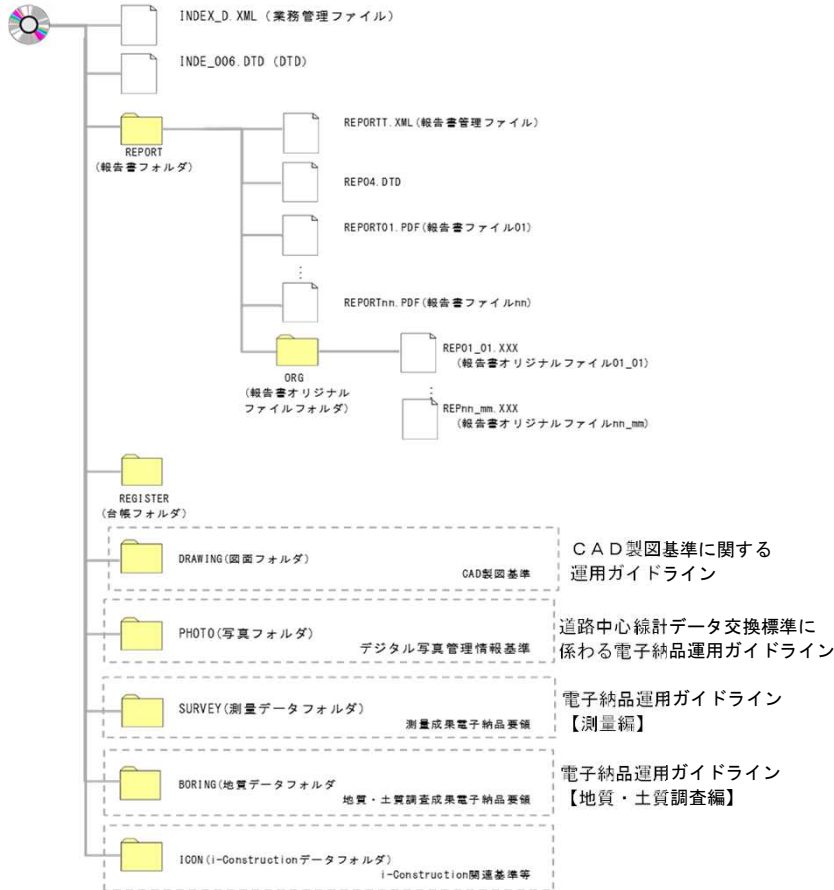 INDEX_D.XML (業務管理ファイル)
INDE_006.DTD (DTD)
REPORT
(報告書フォルダ)
REPORTT.XML(報告書管理ファイル)
REP04.DTD
REPORT01.PDF(報告書ファイル01)
⋮
REPORTnn.PDF(報告書ファイルnn)
ORG
(報告書オリジナル
ファイルフォルダ)
REP01_01.XXX
(報告書オリジナルファイル01_01)
⋮
REPnn_mm.XXX
(報告書オリジナルファイルnn_mm)
REGISTER
(台帳フォルダ)
DRAWING(図面フォルダ)
CAD製図基準
CAD製図基準に関する
運用ガイドライン
PHOTO(写真フォルダ)
デジタル写真管理情報基準
道路中心線計データ交換標準に
係わる電子納品運用ガイドライン
SURVEY(測量データフォルダ)
測量成果電子納品要領
電子納品運用ガイドライン
【測量編】
BORING(地質データフォルダ
地質・土質調査成果電子納品要領
電子納品運用ガイドライン
【地質・土質調査編】
ICON(i-Constructionデータフォルダ)
i-Construction関連基準等